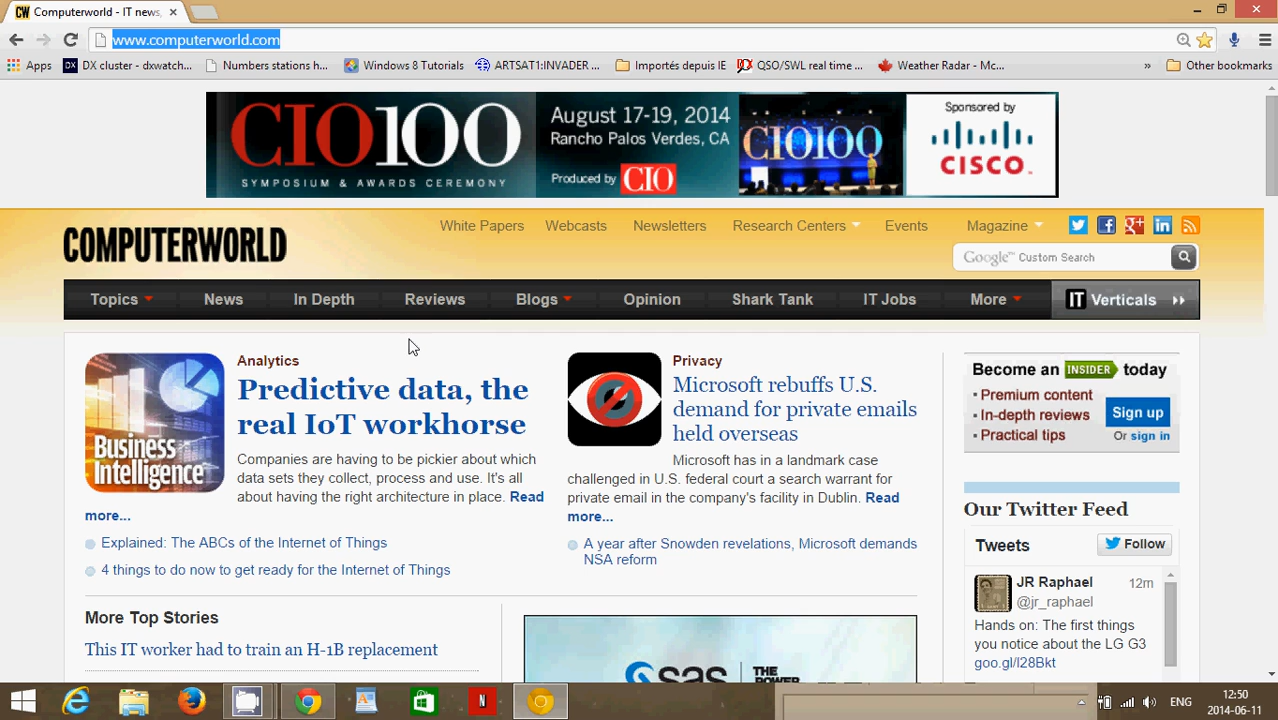 CW Computerworld - IT news,
www.computerworld.com
Apps DX cluster - dxwatch... Numbers stations h... Windows 8 Tutorials ARTSAT1:INVADER ... Importés depuis IE QSO/SWL real time ... Weather Radar - Mc... » Other bookmarks
CIO100
SYMPOSIUM & AWARDS CEREMONY
August 17-19, 2014
Rancho Palos Verdes, CA
Produced by CIO
CIO100
Sponsored by
CISCO
White Papers Webcasts Newsletters Research Centers Events Magazine
COMPUTERWORLD
Google™ Custom Search
Topics News In Depth Reviews Blogs Opinion Shark Tank IT Jobs More IT Verticals
Business
Intelligence
Analytics
Predictive data, the
real IoT workhorse
Companies are having to be pickier about which
data sets they collect, process and use. It's all
about having the right architecture in place. Read
more...
Explained: The ABCs of the Internet of Things
4 things to do now to get ready for the Internet of Things
Privacy
Microsoft rebuffs U.S.
demand for private emails
held overseas
Microsoft has in a landmark case
challenged in U.S. federal court a search warrant for
private email in the company's facility in Dublin. Read
more...
A year after Snowden revelations, Microsoft demands
NSA reform
Become an INSIDER today
Premium content
In-depth reviews
Practical tips
Sign up
Or sign in
Our Twitter Feed
Tweets
Follow
JR Raphael 12m
@jr_raphael
Hands on: The first things
you notice about the LG G3
goo.gl/l28Bkt
More Top Stories
This IT worker had to train an H-1B replacement
sas THE
POWER
N
ENG
12:50
2014-06-11